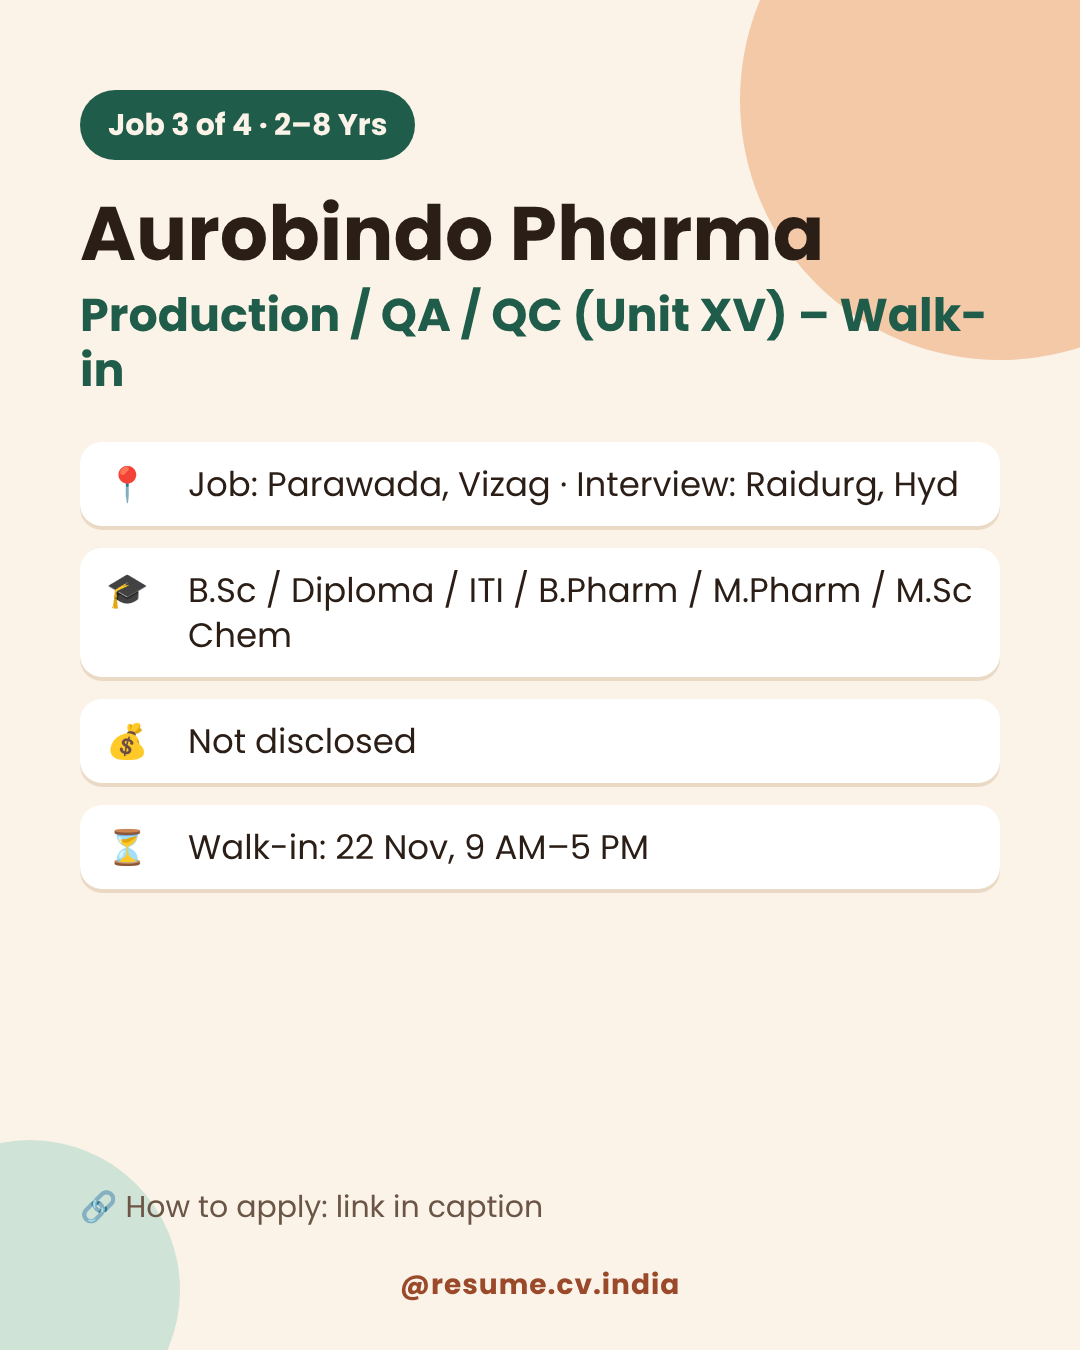 Job 3 of 4 · 2–8 Yrs
Aurobindo Pharma
Production / QA / QC (Unit XV) – Walk-
in
Job: Parawada, Vizag · Interview: Raidurg, Hyd
B.Sc / Diploma / ITI / B.Pharm / M.Pharm / M.Sc
Chem
Not disclosed
Walk-in: 22 Nov, 9 AM–5 PM
How to apply: link in caption
@resume.cv.india